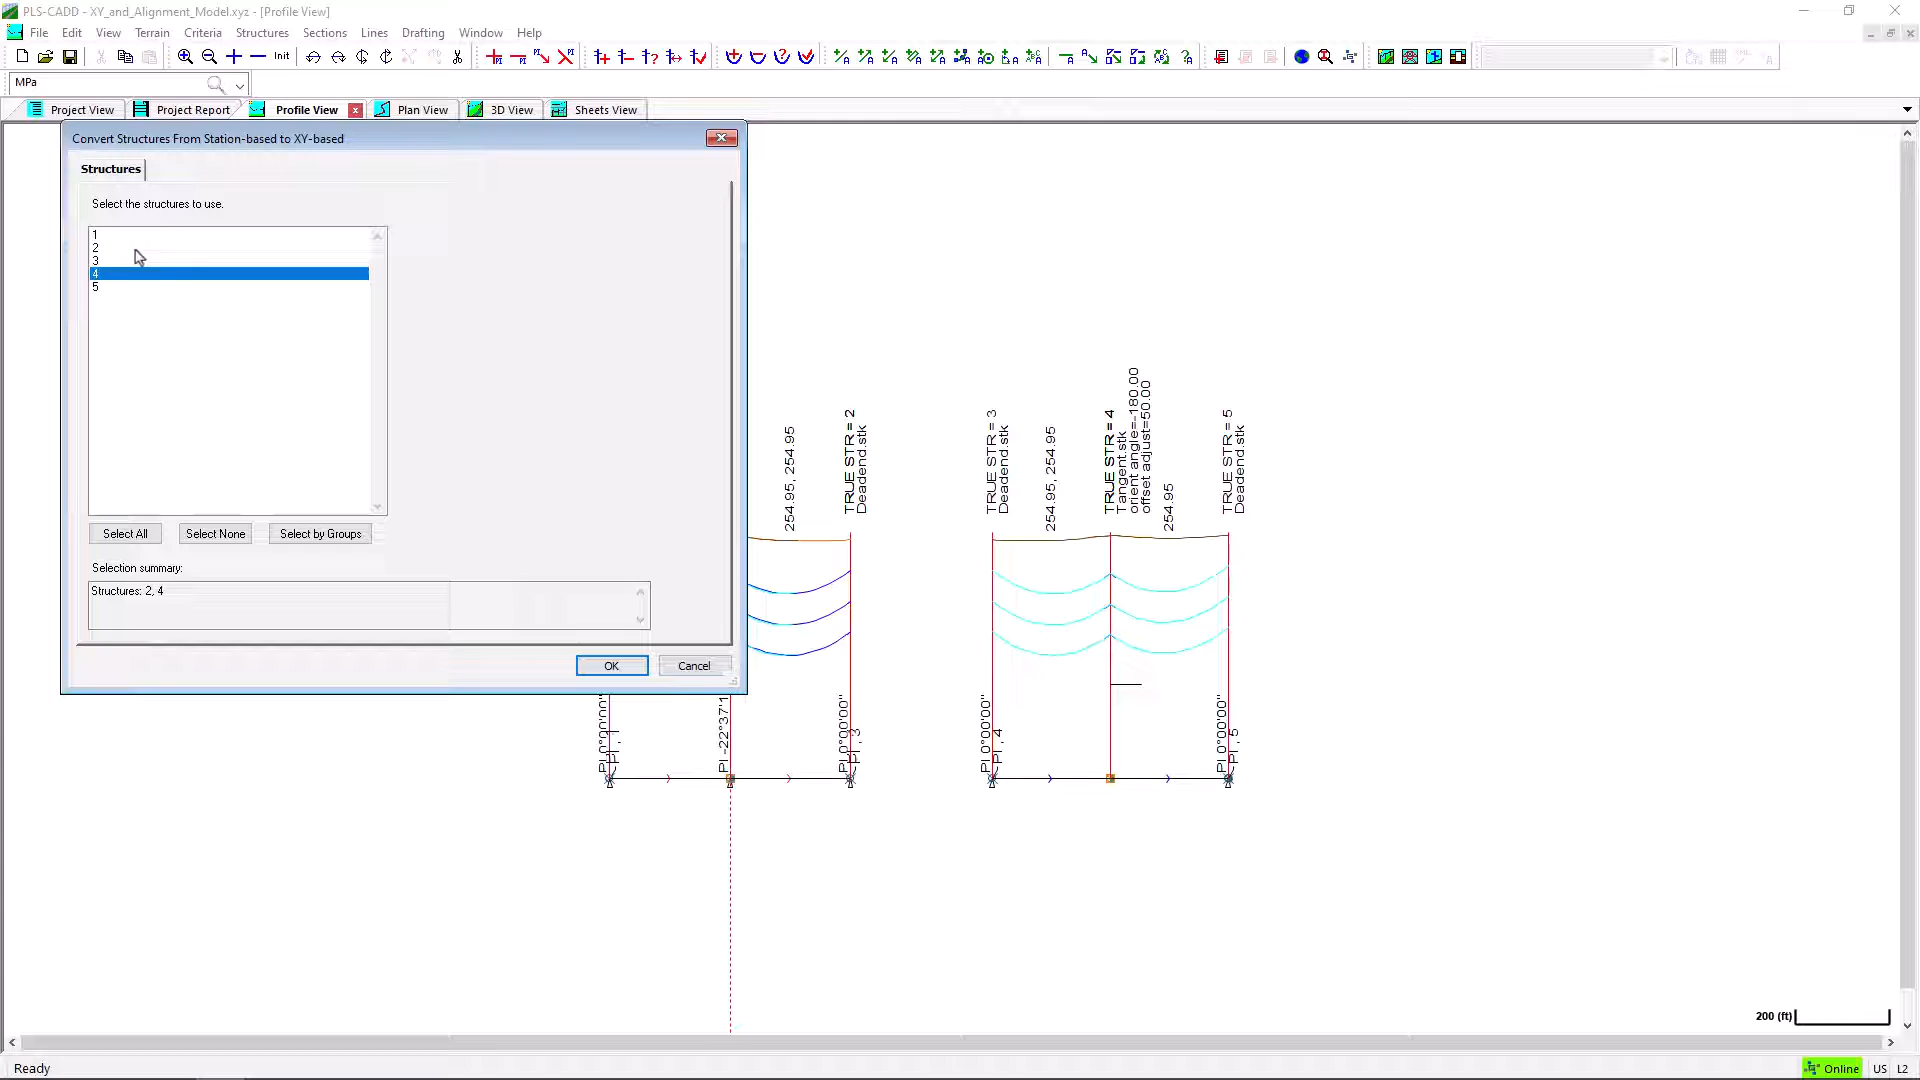 PLS-CADD - XY_and_Alignment_Model.xyz - [Profile View]
File Edit View Terrain Criteria Structures Sections Lines Drafting Window Help
Init
MPa
Project View Project Report Profile View Plan View 3D View Sheets View
Convert Structures From Station-based to XY-based
Structures
Select the structures to use.
1
2
3
4
5
Select All Select None Select by Groups
Selection summary:
Structures: 2, 4
OK Cancel
254.95, 254.95
TRUE STR = 2
Deadend.stk
TRUE STR = 3
Deadend.stk
254.95, 254.95
TRUE STR = 4
Tangent.stk
orient angle=-180.00
offset adjust=50.00
254.95
TRUE STR = 5
Deadend.stk
PI 0°00'00"
PI , 1
PI -22°37'1
PI 0°00'00"
PI , 3
PI 0°00'00"
PI , 4
PI 0°00'00"
PI , 5
200 (ft)
Ready
Online US L2